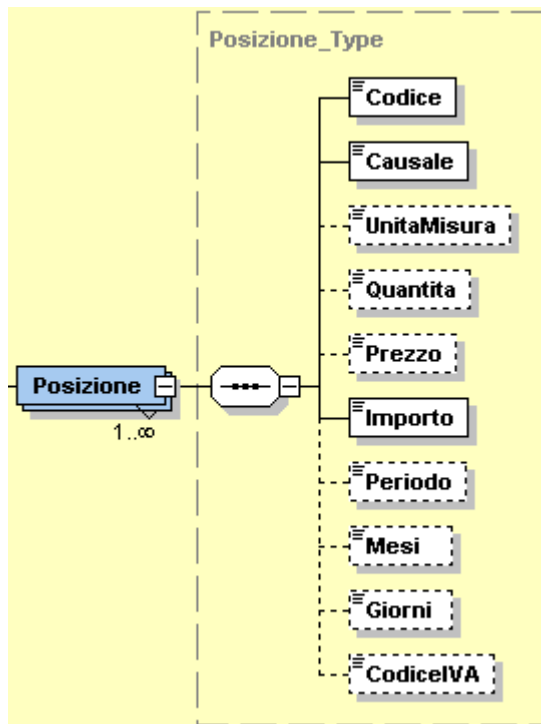 Posizione_Type
Codice
Causale
UnitaMisura
Quantita
Prezzo
Posizione
1..∞
Importo
Periodo
Mesi
Giorni
CodiceIVA